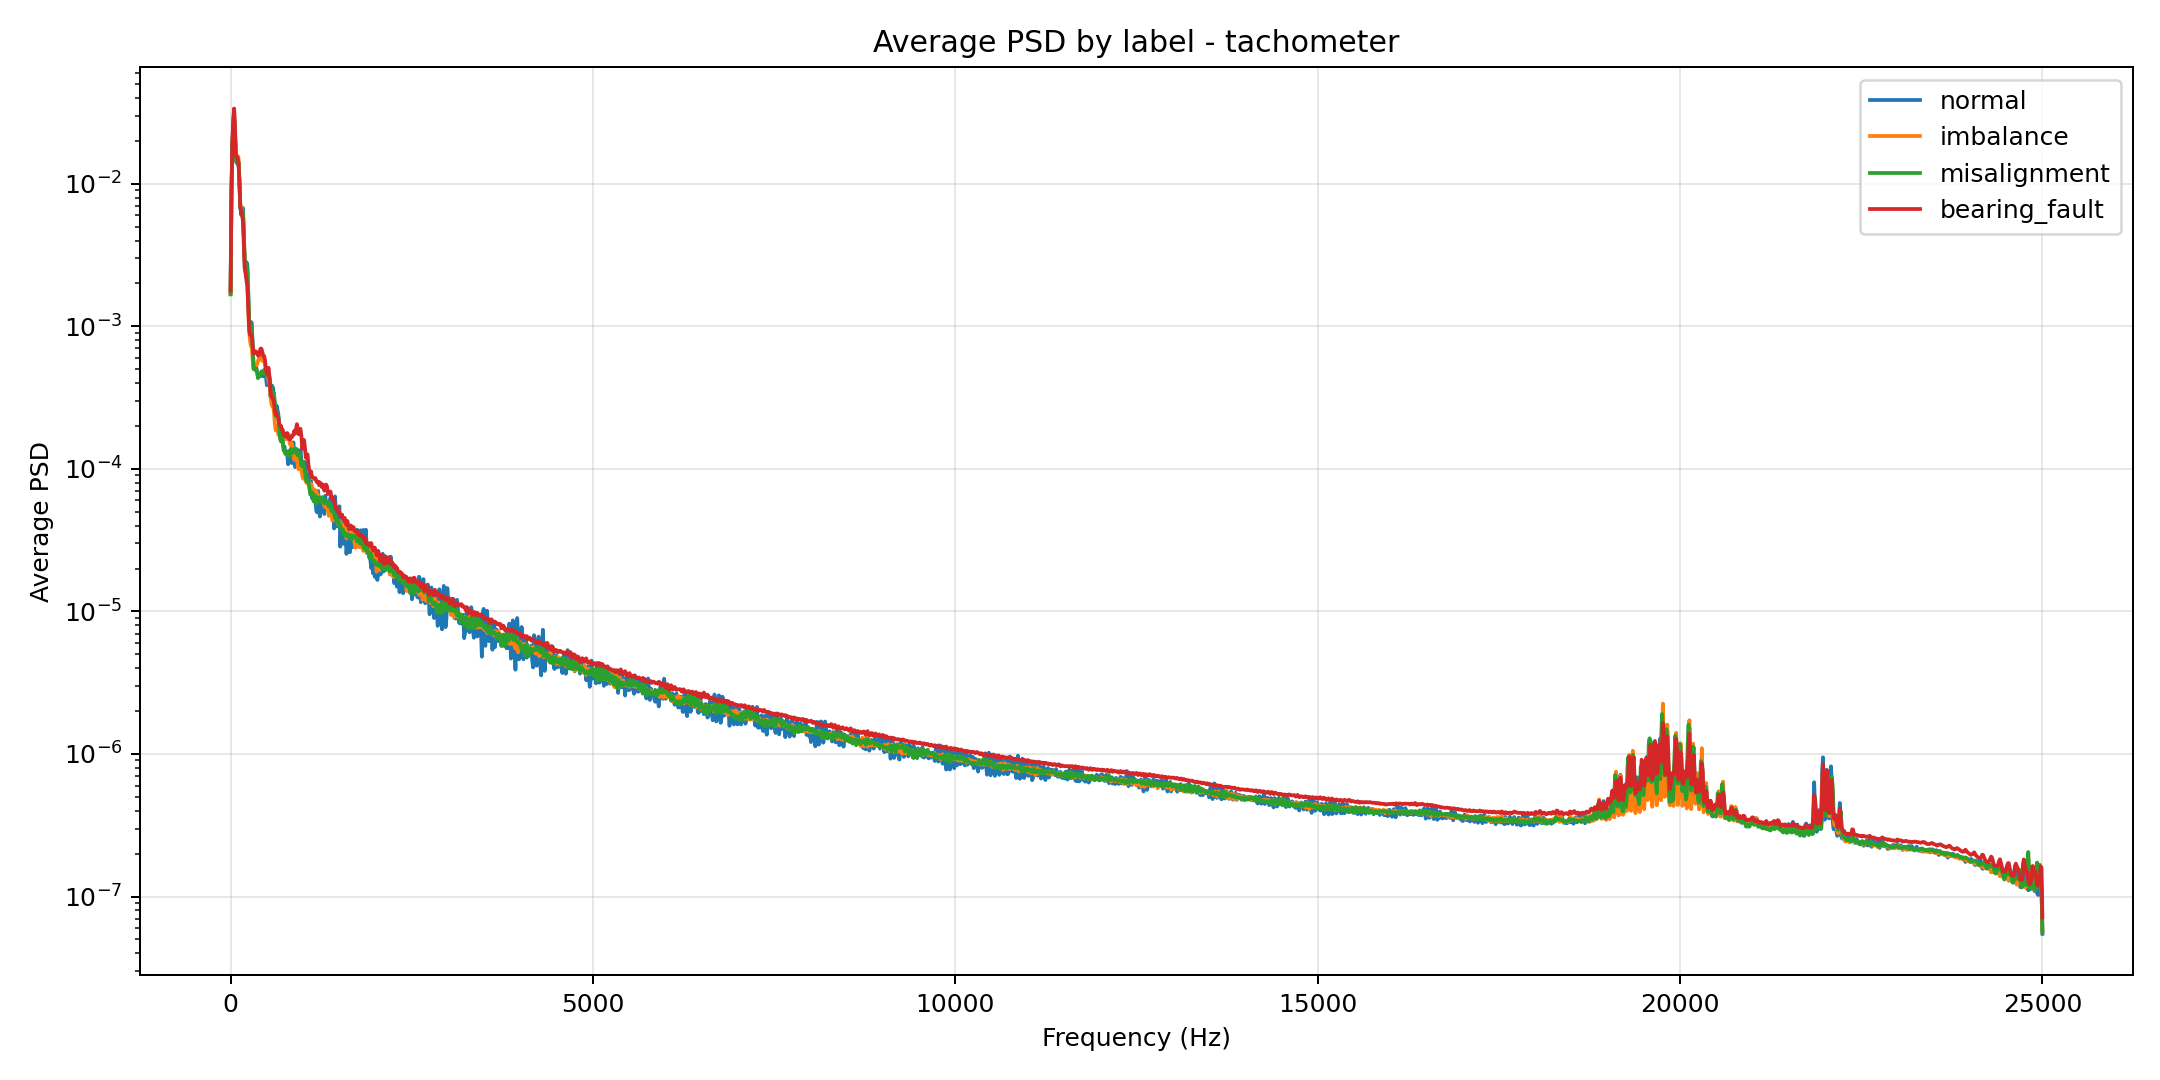 Average PSD by label - tachometer
normal
imbalance
misalignment
bearing_fault
Average PSD
10⁻²
10⁻³
10⁻⁴
10⁻⁵
10⁻⁶
10⁻⁷
0 5000 10000 15000 20000 25000
Frequency (Hz)